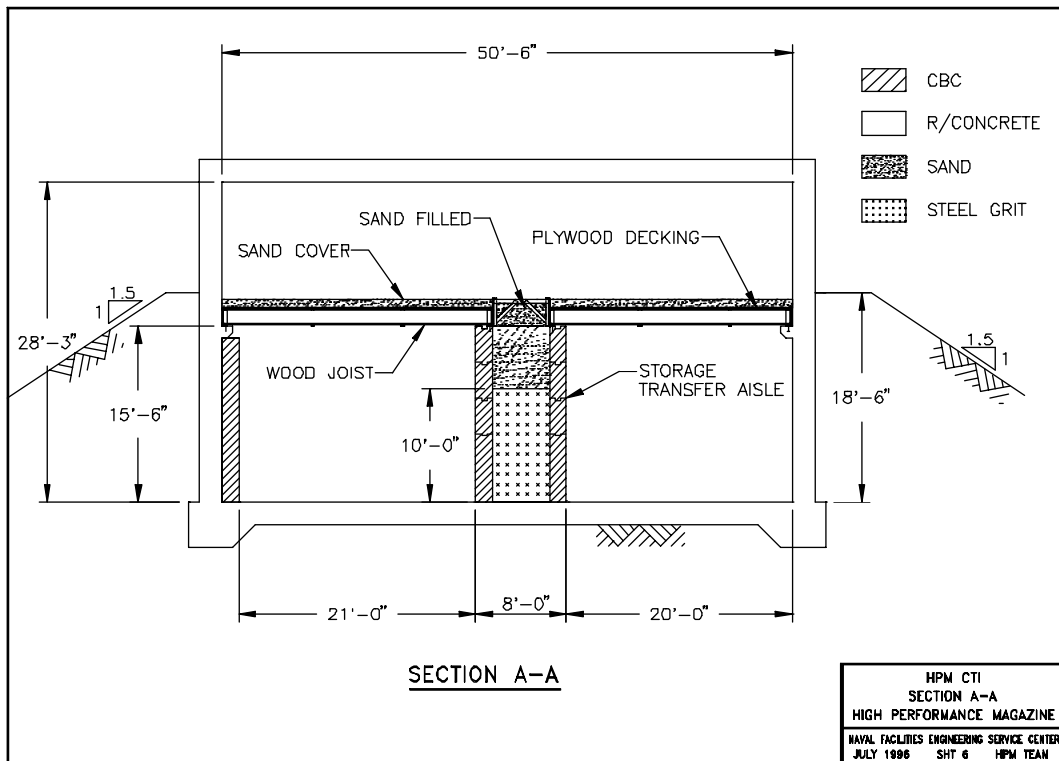 50'-6"
CBC
R/CONCRETE
SAND
STEEL GRIT
SAND FILLED
SAND COVER
PLYWOOD DECKING
1.5
1
28'-3"
15'-6"
WOOD JOIST
10'-0"
STORAGE
TRANSFER AISLE
1.5
1
18'-6"
21'-0"
8'-0"
20'-0"
SECTION A-A
HPM CTI
SECTION A-A
HIGH PERFORMANCE MAGAZINE
NAVAL FACILITIES ENGINEERING SERVICE CENTER
JULY 1996 SHT 6 HPM TEAM